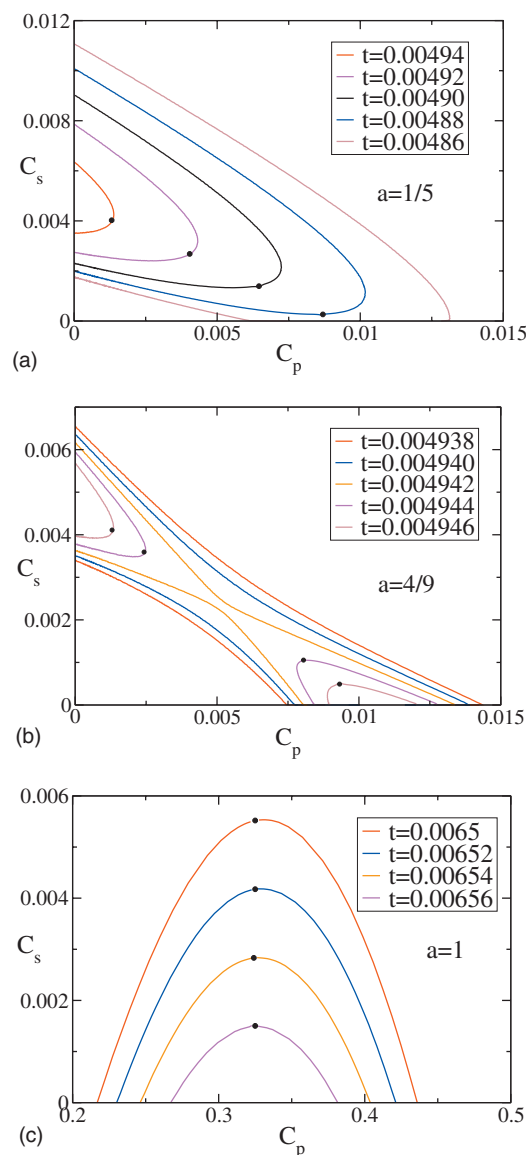 0.012
t=0.00494
t=0.00492
t=0.00490
t=0.00488
t=0.00486
0.008
C_s
a=1/5
0.004
0
0 0.005 0.01 0.015
C_p
(a)
0.006
t=0.004938
t=0.004940
t=0.004942
t=0.004944
t=0.004946
0.004
C_s
a=4/9
0.002
0
0 0.005 0.01 0.015
C_p
(b)
0.006
t=0.0065
t=0.00652
t=0.00654
t=0.00656
0.004
C_s
a=1
0.002
0
0.2 0.3 0.4 0.5
C_p
(c)